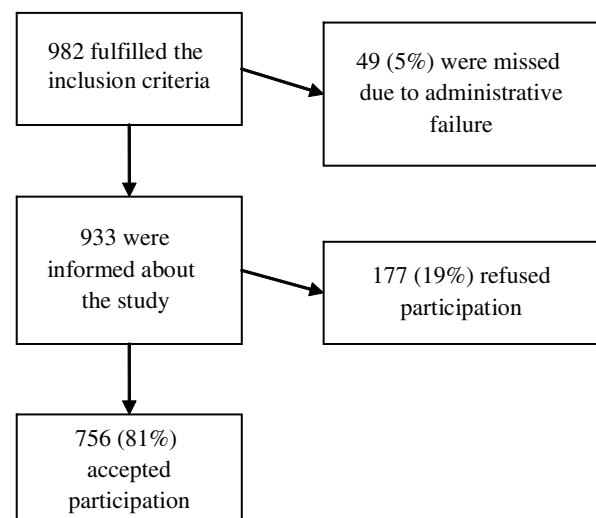 982 fulfilled the
inclusion criteria
49 (5%) were missed
due to administrative
failure
933 were
informed about
the study
177 (19%) refused
participation
756 (81%)
accepted
participation